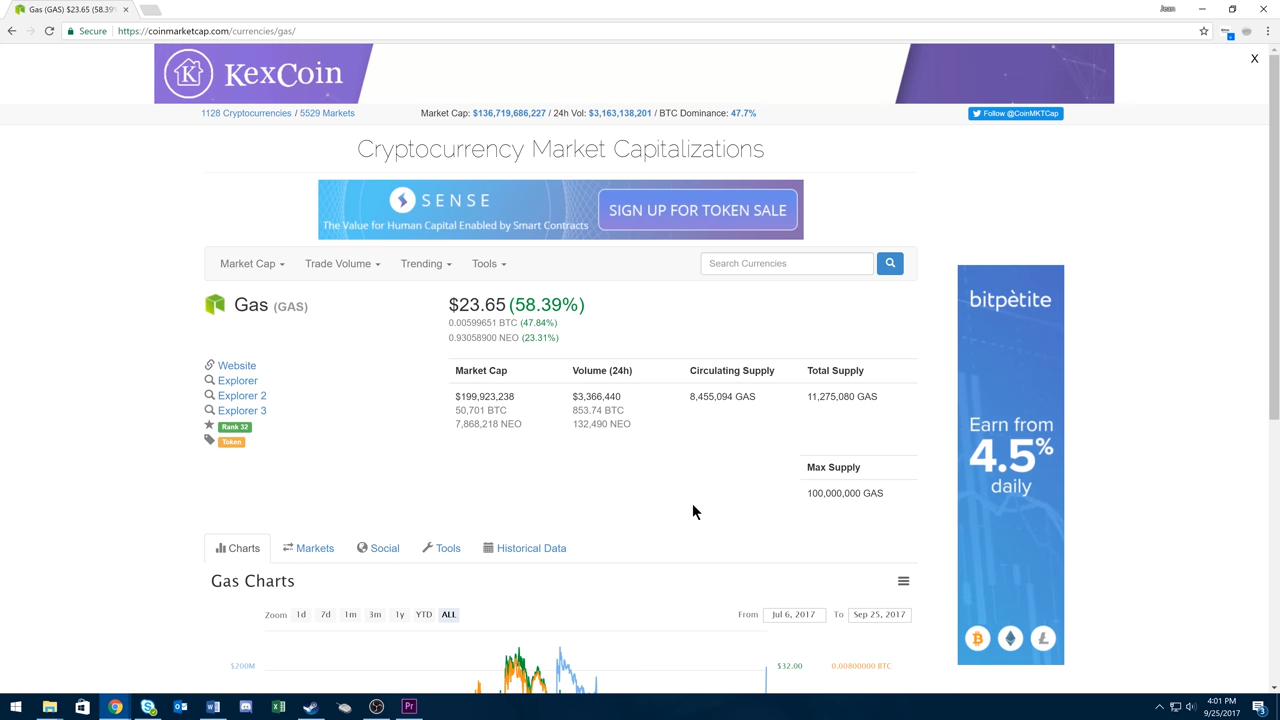 Gas (GAS) $23.65 (58.39%
Jean
Secure
https://coinmarketcap.com/currencies/gas/
KexCoin
X
1128 Cryptocurrencies / 5529 Markets
Market Cap: $136,719,686,227 / 24h Vol: $3,163,138,201 / BTC Dominance: 47.7%
Follow @CoinMKTCap
Cryptocurrency Market Capitalizations
SENSE
The Value for Human Capital Enabled by Smart Contracts
SIGN UP FOR TOKEN SALE
Market Cap
Trade Volume
Trending
Tools
Search Currencies
Gas (GAS)
$23.65 (58.39%)
0.00599651 BTC (47.84%)
0.93058900 NEO (23.31%)
Website
Explorer
Explorer 2
Explorer 3
Rank 32
Token
Market Cap
Volume (24h)
Circulating Supply
Total Supply
$199,923,238
$3,366,440
8,455,094 GAS
11,275,080 GAS
50,701 BTC
853.74 BTC
7,868,218 NEO
132,490 NEO
Max Supply
100,000,000 GAS
bitpètite
Earn from
4.5%
daily
Charts
Markets
Social
Tools
Historical Data
Gas Charts
Zoom
1d
7d
1m
3m
1y
YTD
ALL
From
Jul 6, 2017
To
Sep 25, 2017
$200M
$32.00
0.00800000 BTC
4:01 PM
9/25/2017